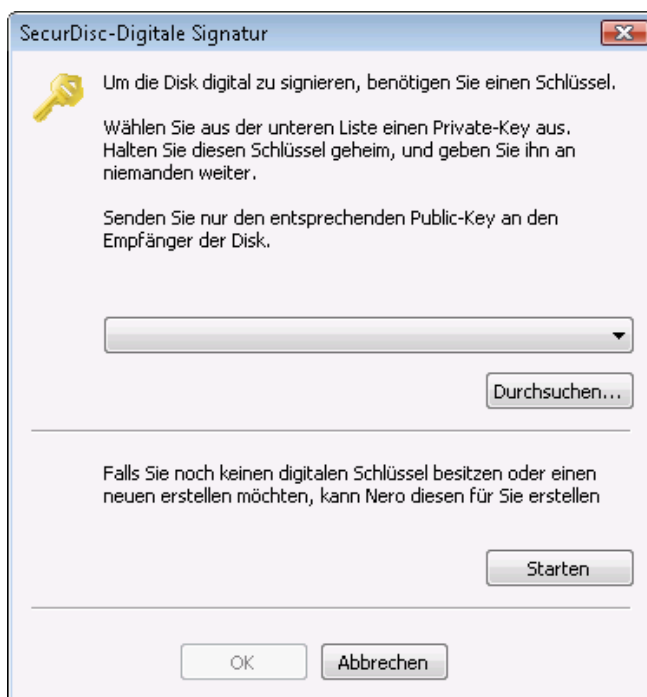 SecurDisc-Digitale Signatur
Um die Disk digital zu signieren, benötigen Sie einen Schlüssel.
Wählen Sie aus der unteren Liste einen Private-Key aus.
Halten Sie diesen Schlüssel geheim, und geben Sie ihn an
niemanden weiter.
Senden Sie nur den entsprechenden Public-Key an den
Empfänger der Disk.
Durchsuchen...
Falls Sie noch keinen digitalen Schlüssel besitzen oder einen
neuen erstellen möchten, kann Nero diesen für Sie erstellen
Starten
OK Abbrechen